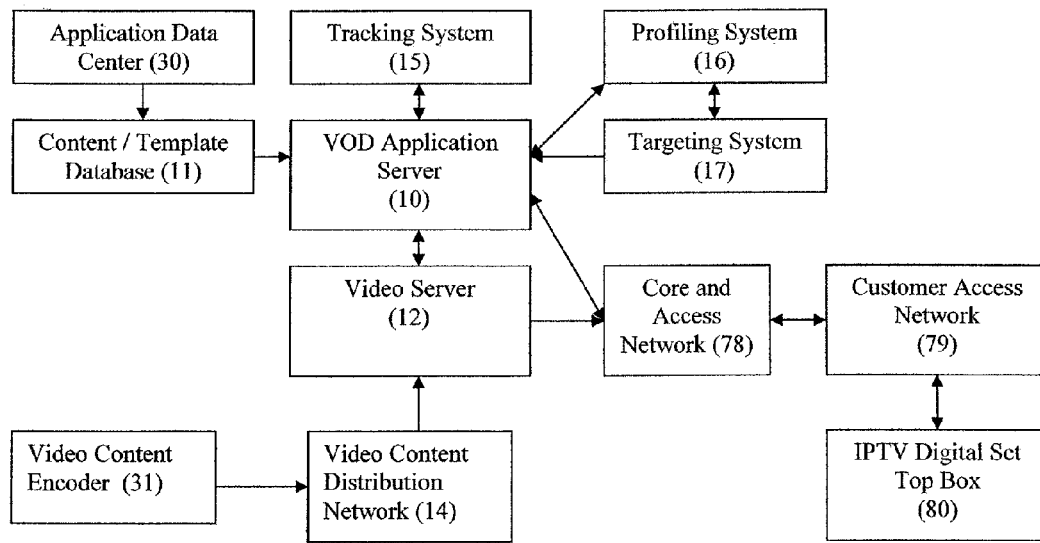 Application Data
Center (30)
Tracking System
(15)
Profiling System
(16)
Content / Template
Database (11)
VOD Application
Server
(10)
Targeting System
(17)
Video Server
(12)
Core and
Access
Network (78)
Customer Access
Network
(79)
Video Content
Encoder (31)
Video Content
Distribution
Network (14)
IPTV Digital Set
Top Box
(80)